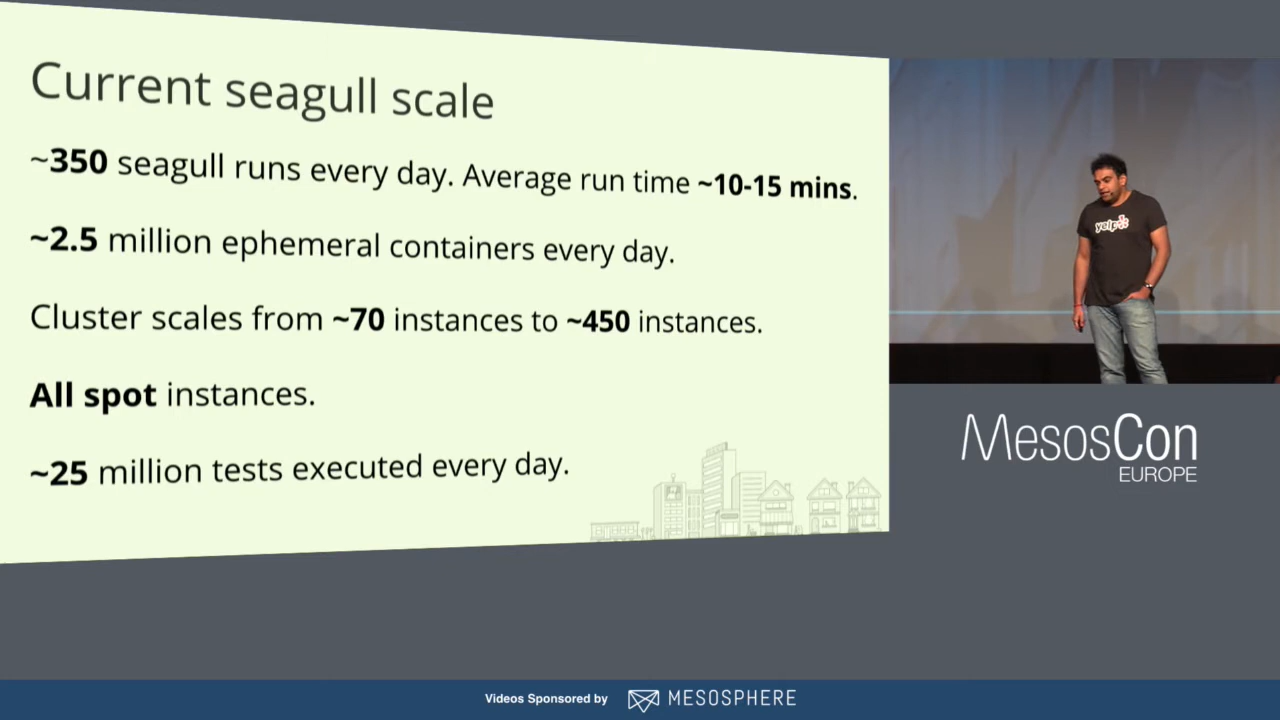 Current seagull scale
~350 seagull runs every day. Average run time ~10-15 mins.
~2.5 million ephemeral containers every day.
Cluster scales from ~70 instances to ~450 instances.
All spot instances.
~25 million tests executed every day.
yelp
MesosCon
EUROPE
Videos Sponsored by MESOSPHERE